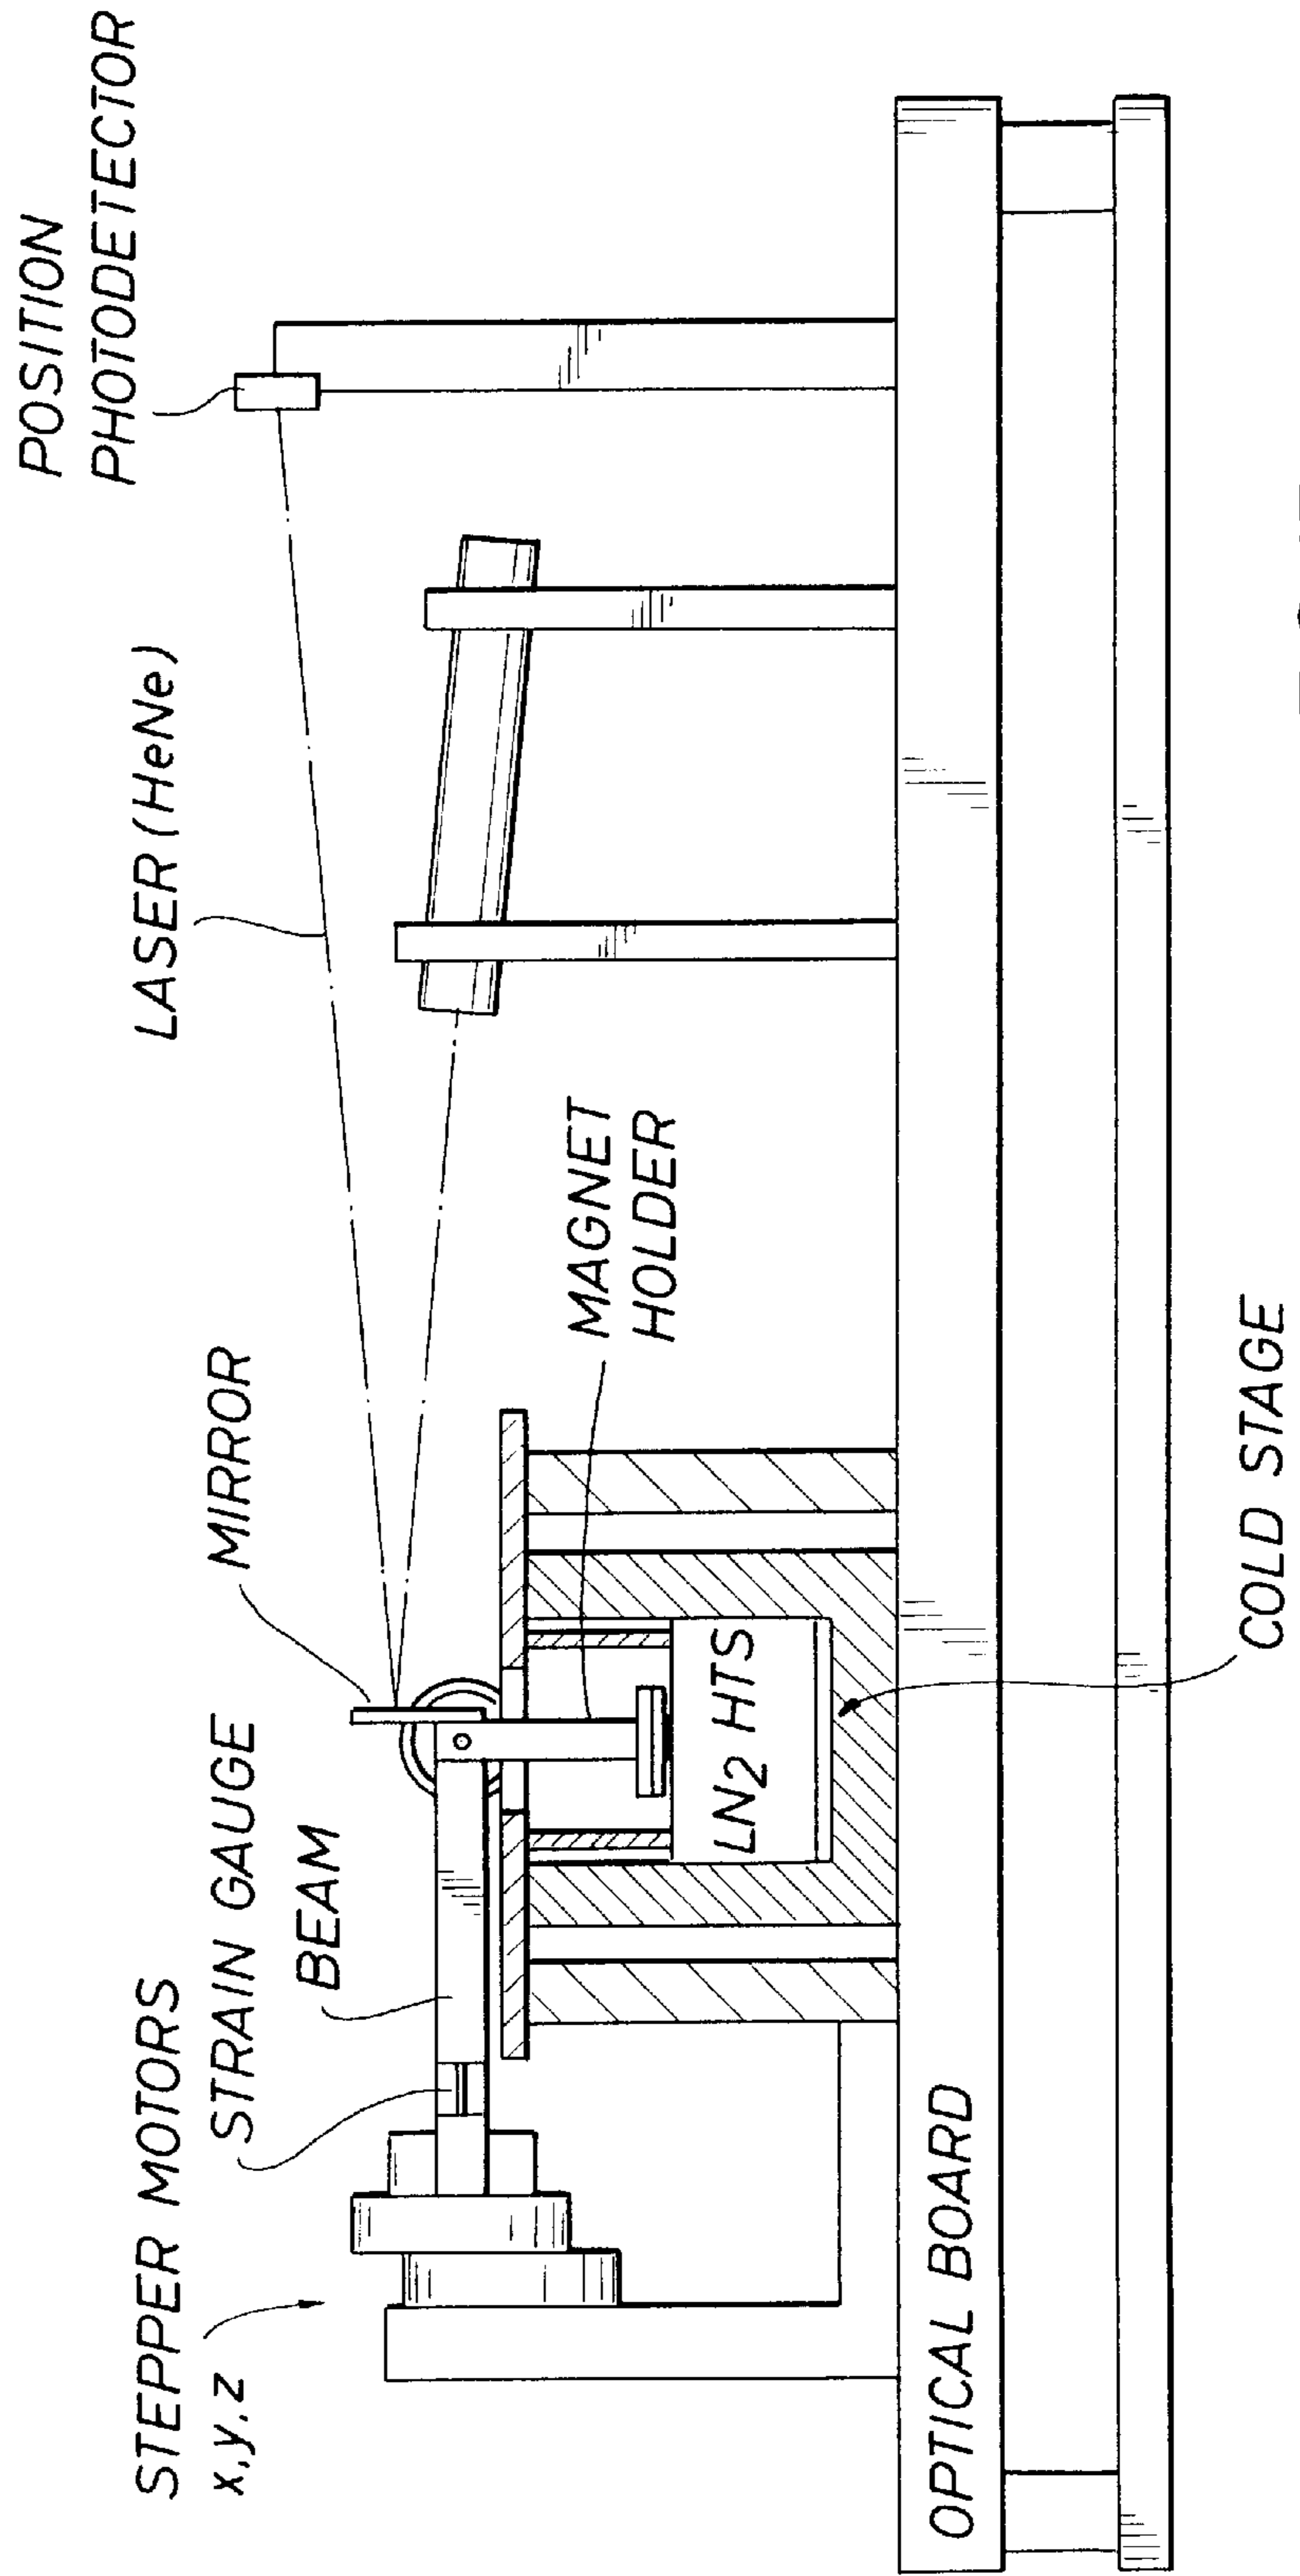 POSITION
PHOTODETECTOR
LASER (HeNe)
MIRROR
MAGNET
HOLDER
STEPPER MOTORS
x,y,z
STRAIN GAUGE
BEAM
LN2 HTS
COLD STAGE
OPTICAL BOARD